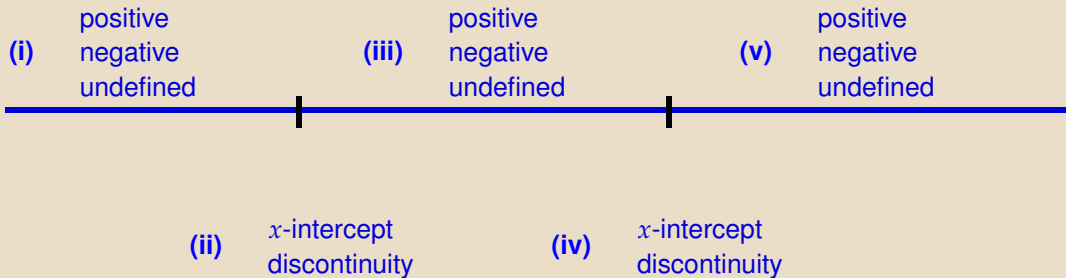 (i) positive
negative
undefined
(iii) positive
negative
undefined
(v) positive
negative
undefined
(ii) x-intercept
discontinuity
(iv) x-intercept
discontinuity